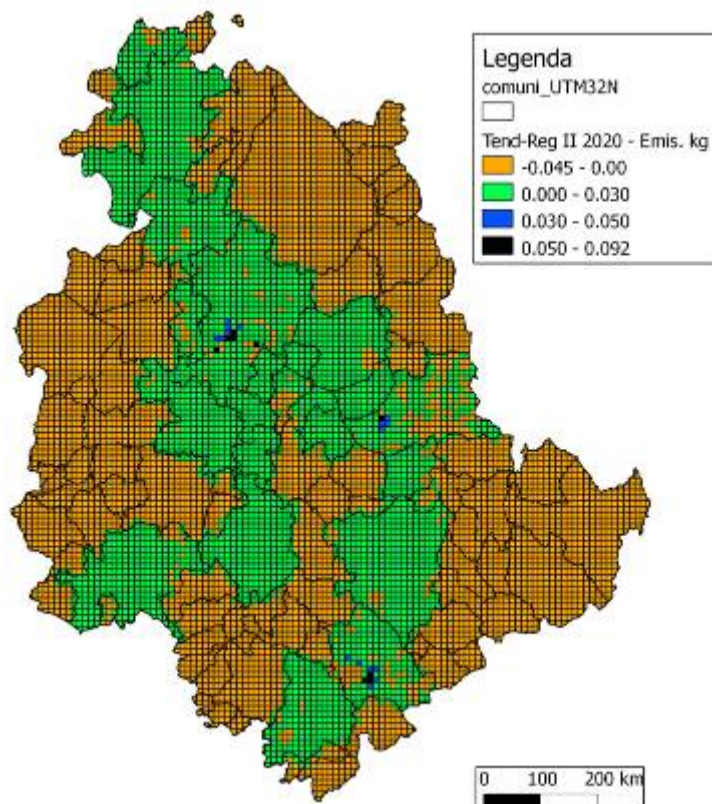 Legenda
comuni_UTM32N
Tend-Reg II 2020 - Emis. kg
-0.045 - 0.00
0.000 - 0.030
0.030 - 0.050
0.050 - 0.092
0 100 200 km